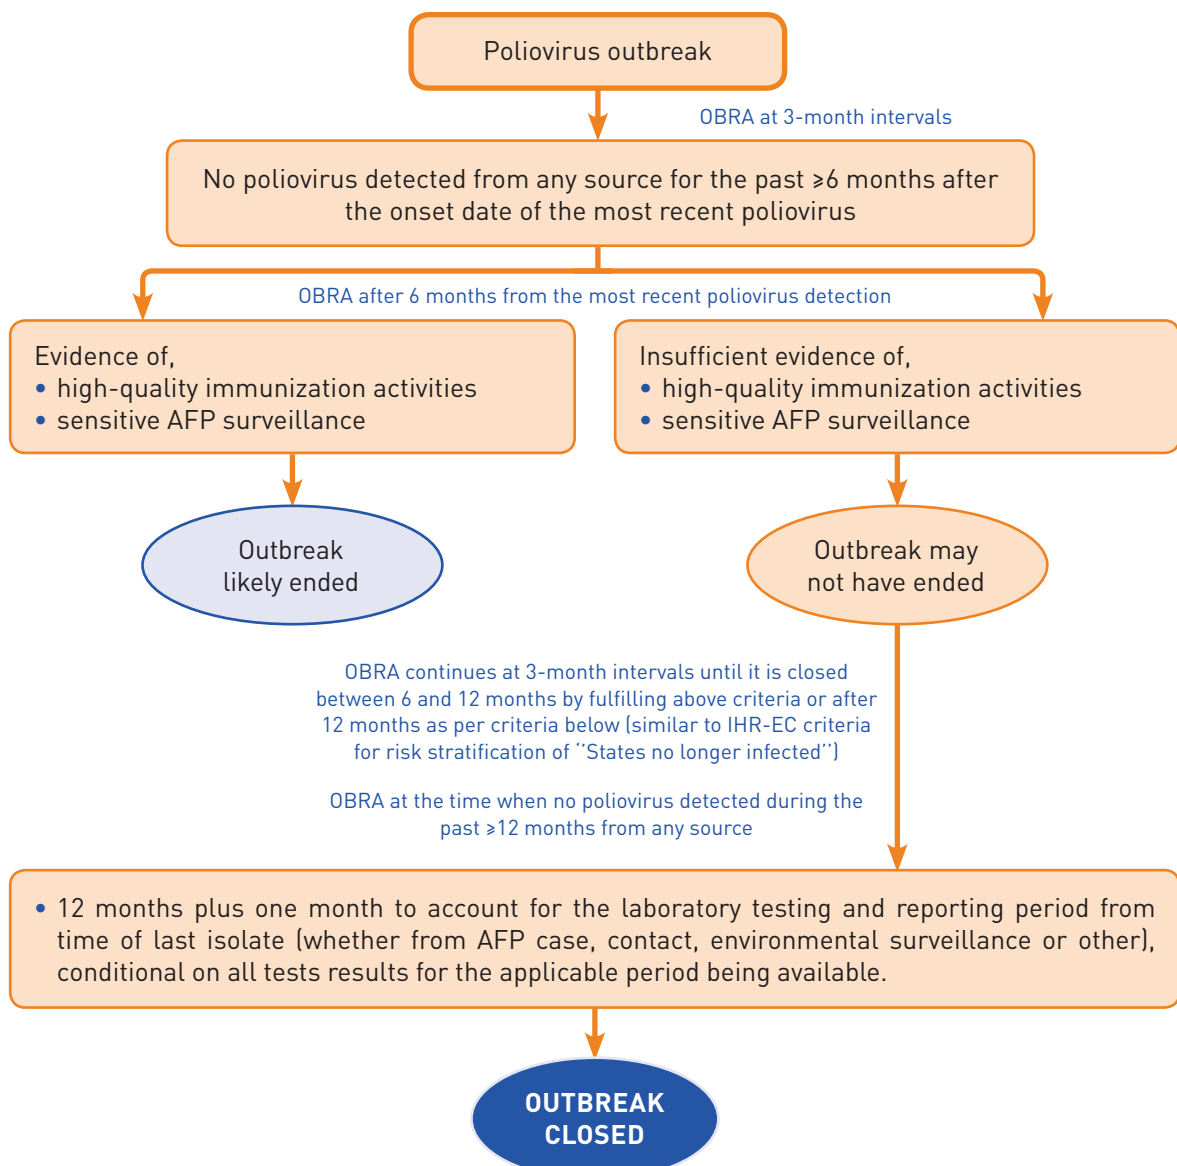 Poliovirus outbreak
OBRA at 3-month intervals
No poliovirus detected from any source for the past ≥6 months after
the onset date of the most recent poliovirus
OBRA after 6 months from the most recent poliovirus detection
Evidence of,
• high-quality immunization activities
• sensitive AFP surveillance
Insufficient evidence of,
• high-quality immunization activities
• sensitive AFP surveillance
Outbreak
likely ended
Outbreak may
not have ended
OBRA continues at 3-month intervals until it is closed
between 6 and 12 months by fulfilling above criteria or after
12 months as per criteria below (similar to IHR-EC criteria
for risk stratification of ‘‘States no longer infected’’)
OBRA at the time when no poliovirus detected during the
past ≥12 months from any source
• 12 months plus one month to account for the laboratory testing and reporting period from
time of last isolate (whether from AFP case, contact, environmental surveillance or other),
conditional on all tests results for the applicable period being available.
OUTBREAK
CLOSED